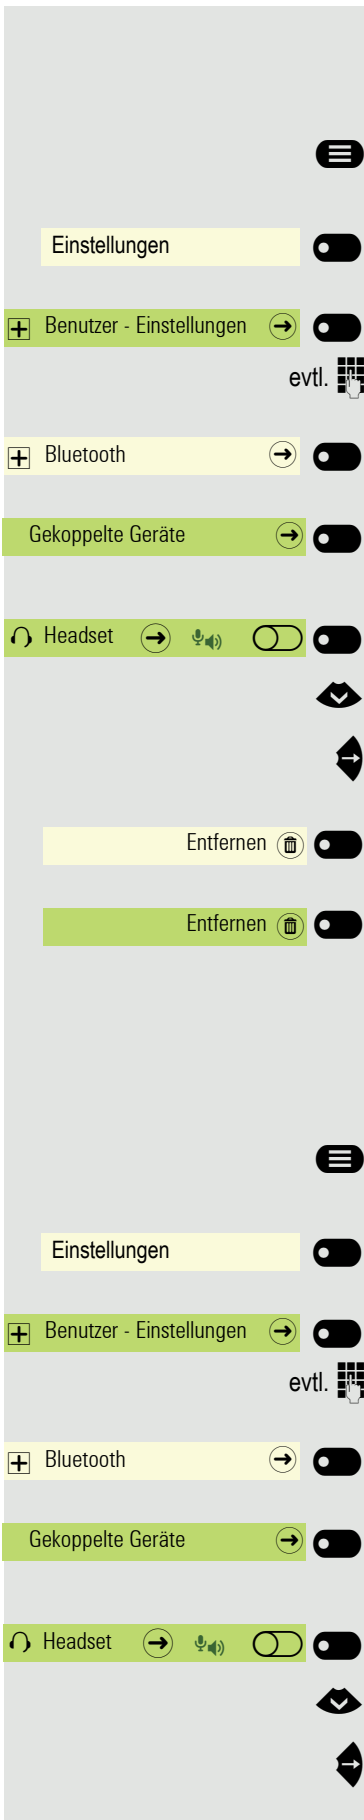 Einstellungen
Benutzer - Einstellungen
evtl.
Bluetooth
Gekoppelte Geräte
Headset
Entfernen
Entfernen
Einstellungen
Benutzer - Einstellungen
evtl.
Bluetooth
Gekoppelte Geräte
Headset